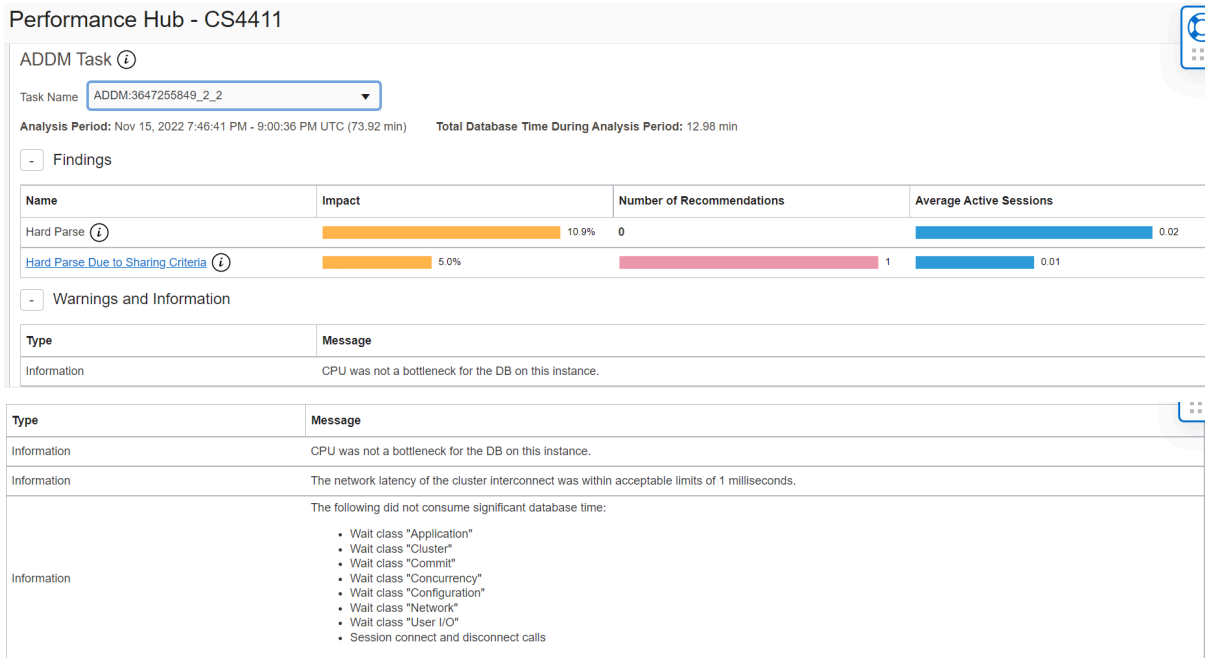 Performance Hub - CS4411
ADDM Task i
Task Name ADDM:3647255849_2_2
Analysis Period: Nov 15, 2022 7:46:41 PM - 9:00:36 PM UTC (73.92 min) Total Database Time During Analysis Period: 12.98 min
- Findings
Name Impact Number of Recommendations Average Active Sessions
Hard Parse i 10.9% 0 0.02
Hard Parse Due to Sharing Criteria i 5.0% 1 0.01
- Warnings and Information
Type Message
Information CPU was not a bottleneck for the DB on this instance.
Type Message
Information CPU was not a bottleneck for the DB on this instance.
Information The network latency of the cluster interconnect was within acceptable limits of 1 milliseconds.
The following did not consume significant database time:
• Wait class "Application"
• Wait class "Cluster"
• Wait class "Commit"
• Wait class "Concurrency"
Information • Wait class "Configuration"
• Wait class "Network"
• Wait class "User I/O"
• Session connect and disconnect calls